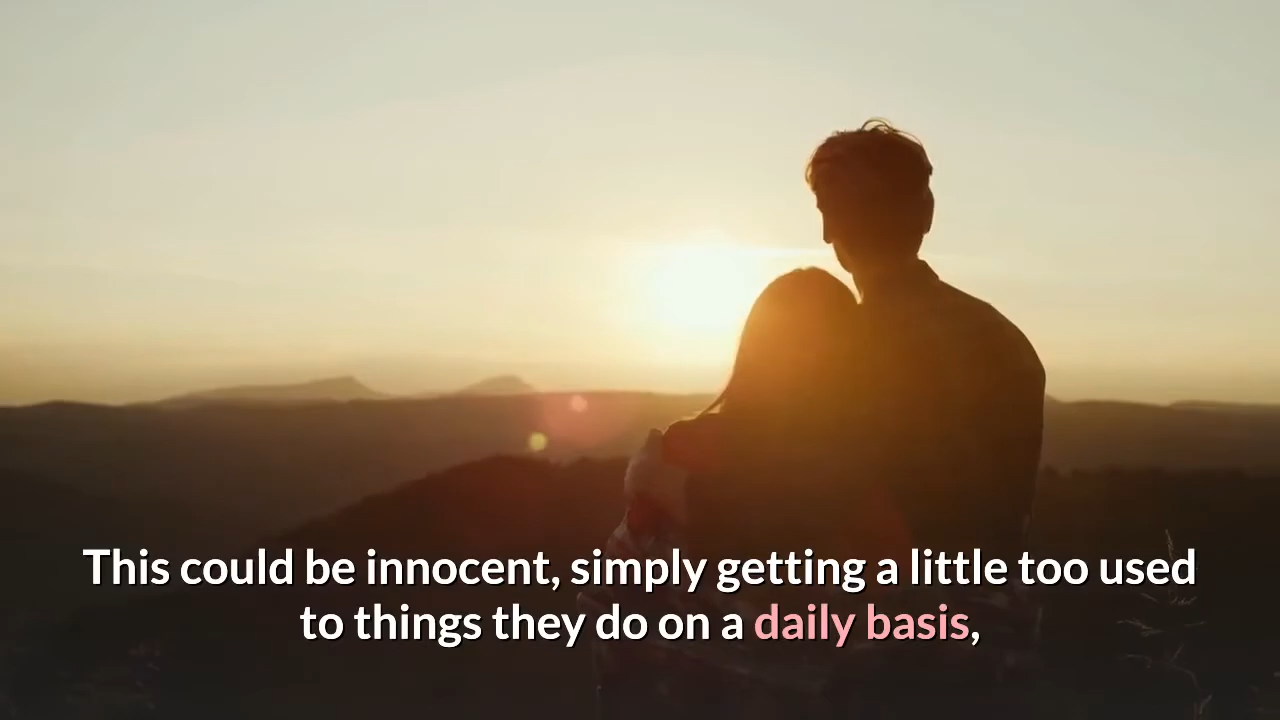 This could be innocent, simply getting a little too used
to things they do on a daily basis,